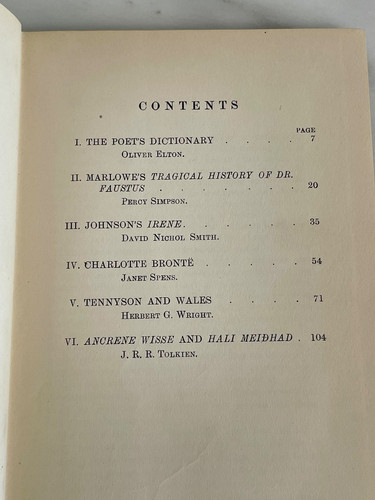 CONTENTS
PAGE
I. THE POET'S DICTIONARY . . . . 7
OLIVER ELTON.
II. MARLOWE'S TRAGICAL HISTORY OF DR.
FAUSTUS . . . . . . . 20
PERCY SIMPSON.
III. JOHNSON'S IRENE . . . . . . 35
DAVID NICHOL SMITH.
IV. CHARLOTTE BRONTË . . . . . 54
JANET SPENS.
V. TENNYSON AND WALES . . . . 71
HERBERT G. WRIGHT.
VI. ANCRENE WISSE AND HALI MEIÐHAD . 104
J. R. R. TOLKIEN.